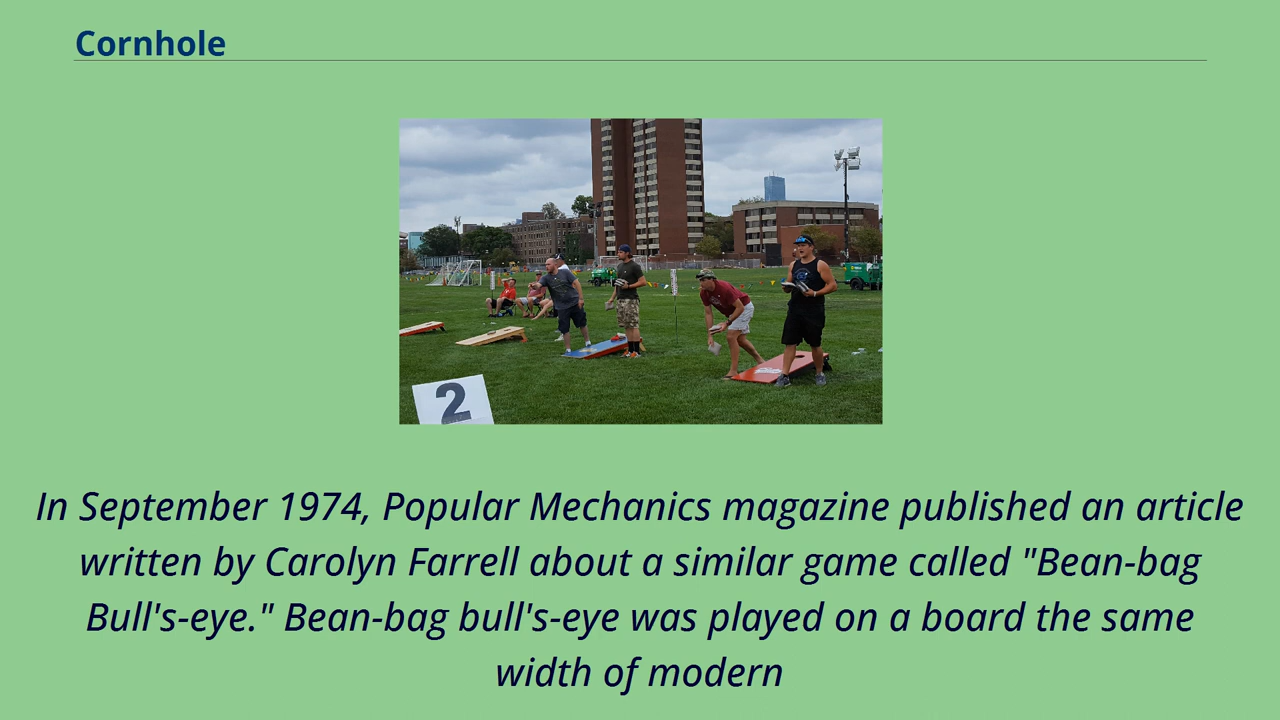 Cornhole
2
In September 1974, Popular Mechanics magazine published an article
written by Carolyn Farrell about a similar game called "Bean-bag
Bull's-eye." Bean-bag bull's-eye was played on a board the same
width of modern